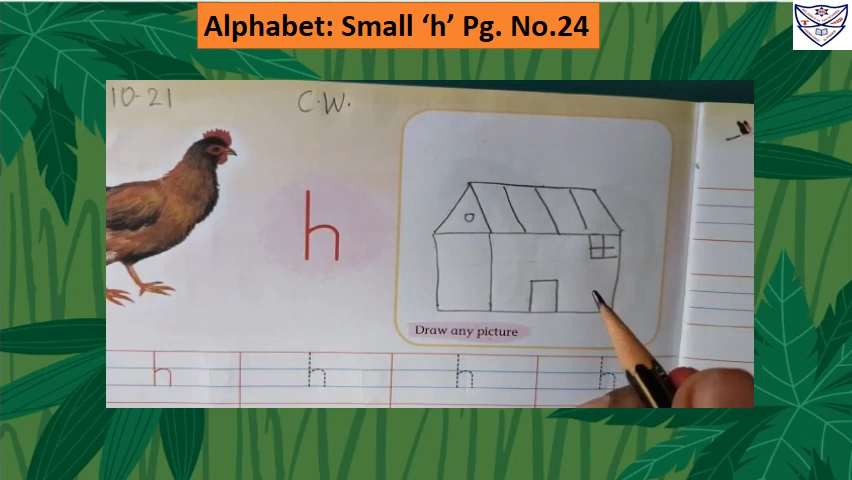 Alphabet: Small ‘h’ Pg. No.24
10-21
C.W.
h
Draw any picture
h h h h